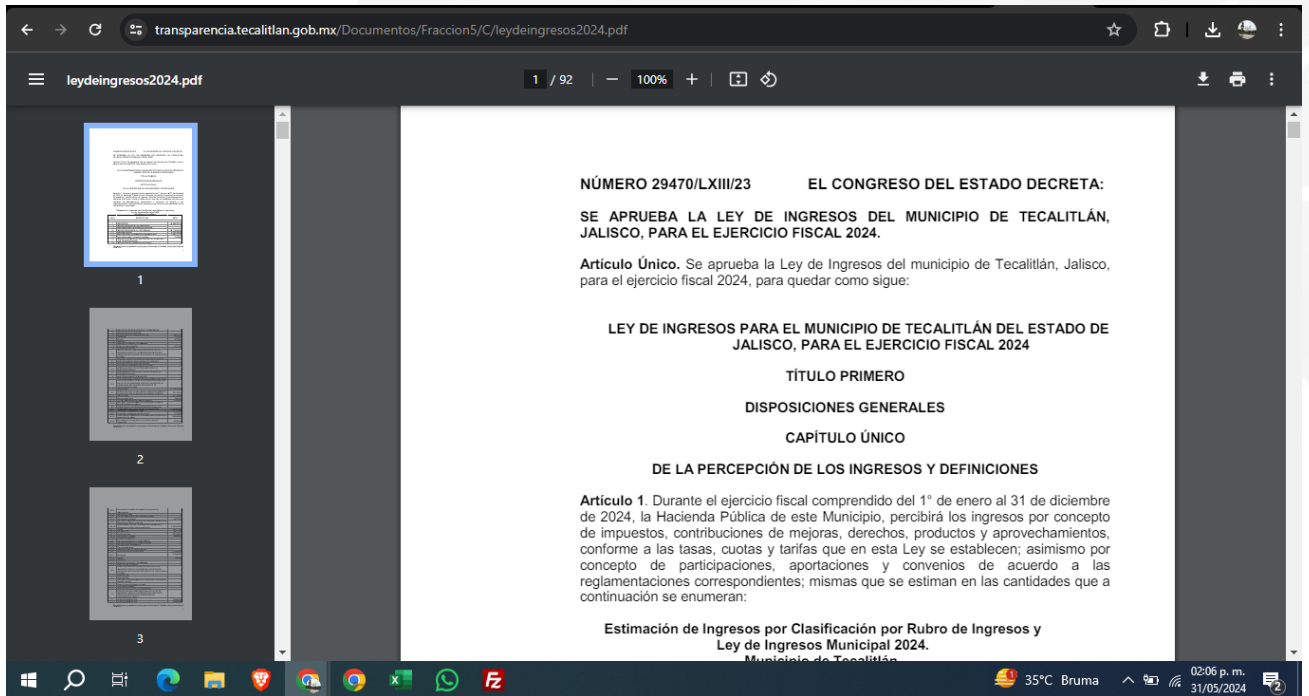 transparencia.tecalitlan.gob.mx/Documentos/Fraccion5/C/leydeingresos2024.pdf
leydeingresos2024.pdf
1 / 92
100%
NÚMERO 29470/LXIII/23 EL CONGRESO DEL ESTADO DECRETA:
SE APRUEBA LA LEY DE INGRESOS DEL MUNICIPIO DE TECALITLÁN,
JALISCO, PARA EL EJERCICIO FISCAL 2024.
Artículo Único. Se aprueba la Ley de Ingresos del municipio de Tecalitlán, Jalisco,
para el ejercicio fiscal 2024, para quedar como sigue:
LEY DE INGRESOS PARA EL MUNICIPIO DE TECALITLÁN DEL ESTADO DE
JALISCO, PARA EL EJERCICIO FISCAL 2024
TÍTULO PRIMERO
DISPOSICIONES GENERALES
CAPÍTULO ÚNICO
DE LA PERCEPCIÓN DE LOS INGRESOS Y DEFINICIONES
Artículo 1. Durante el ejercicio fiscal comprendido del 1° de enero al 31 de diciembre
de 2024, la Hacienda Pública de este Municipio, percibirá los ingresos por concepto
de impuestos, contribuciones de mejoras, derechos, productos y aprovechamientos,
conforme a las tasas, cuotas y tarifas que en esta Ley se establecen; asimismo por
concepto de participaciones, aportaciones y convenios de acuerdo a las
reglamentaciones correspondientes; mismas que se estiman en las cantidades que a
continuación se enumeran:
Estimación de Ingresos por Clasificación por Rubro de Ingresos y
Ley de Ingresos Municipal 2024.
Municipio de Tecalitlán
1
2
3
35°C Bruma
02:06 p. m.
31/05/2024
2